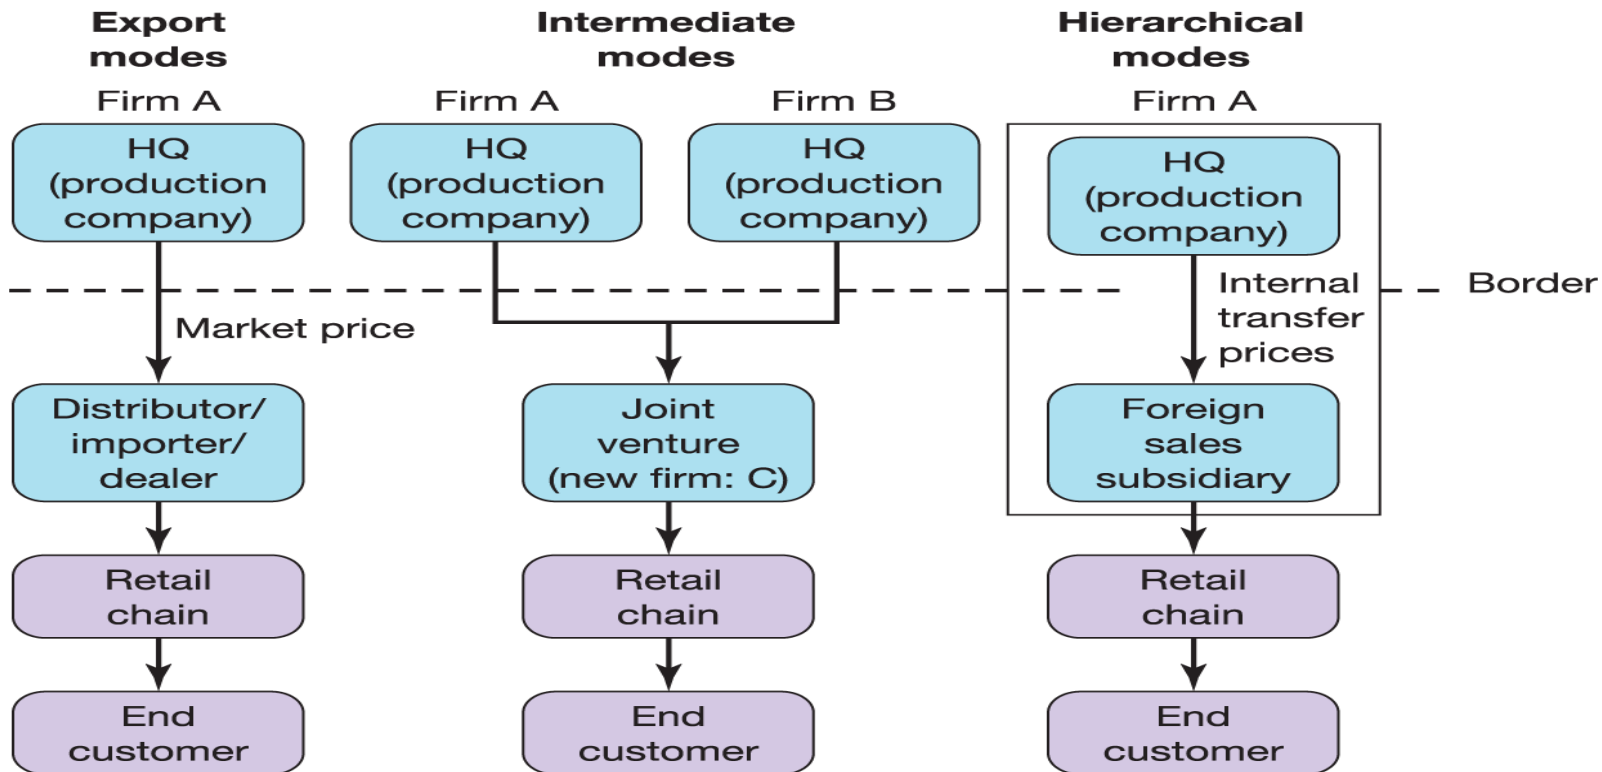 Export
modes
Intermediate
modes
Hierarchical
modes
Firm A
Firm A
Firm B
Firm A
HQ
(production
company)
HQ
(production
company)
HQ
(production
company)
HQ
(production
company)
Border
Market price
Internal
transfer
prices
Distributor/
importer/
dealer
Joint
venture
(new firm: C)
Foreign
sales
subsidiary
Retail
chain
Retail
chain
Retail
chain
End
customer
End
customer
End
customer